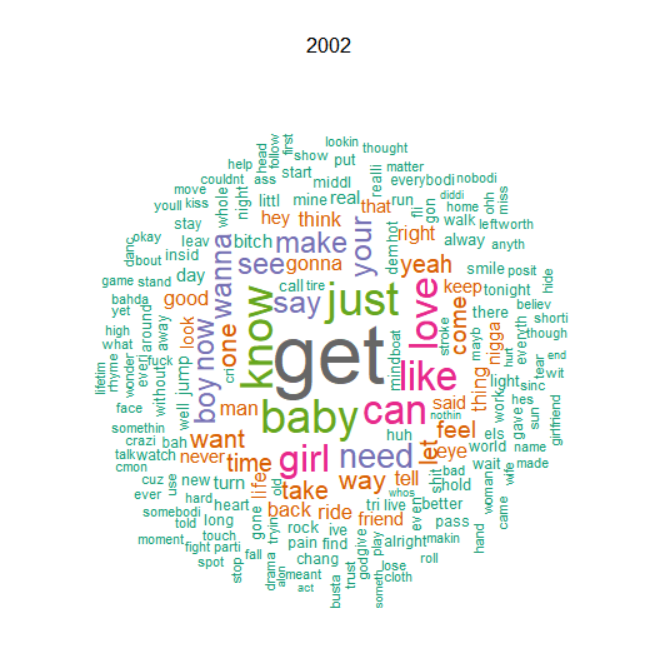 2002
lookin
thought
first
follow
head
show
put
help
start
matter
couldnt
ass
middl
realli
everybodi
nobodi
move
kiss
whole
night
littl
mine
real
that
run
diddi
home
ohh
miss
youll
hey
think
fli
gon
walk
leftworth
stay
leav
bitch
make
your
right
alway
anyth
okay
danc
bout
insid
wanna
see
gonna
demhot
yeah
smile
posit
hide
game
stand
day
call
tire
keep
tonight
bahda
good
say
just
love
come
there
believ
yet
around
away
look
one
know
stroke
mayb
nigga
everyth
shorti
high
what
boy
now
get
mindboat
hurt
though
lifetim
rhyme
wonder
everi
fuck
without
jump
cri
like
thing
light
sinc
tear
end
wit
face
well
man
baby
can
said
work
hes
gave
sun
girlfriend
somethin
nothin
crazi
bah
want
huh
feel
els
name
talk
watch
never
time
girl
need
let
eye
world
wait
made
cmon
cuz
use
new
turn
life
old
take
way
tell
shit
bad
hold
woman
wife
ever
hard
heart
whos
tri
live
even
better
came
somebodi
told
long
gone
tryin
back
ride
friend
pass
hand
moment
touch
rock
ive
fight
parti
pain
find
give
god
play
alright
makin
spot
stop
fall
drama
chang
trust
lose
roll
alon
meant
act
busta
someth
cloth